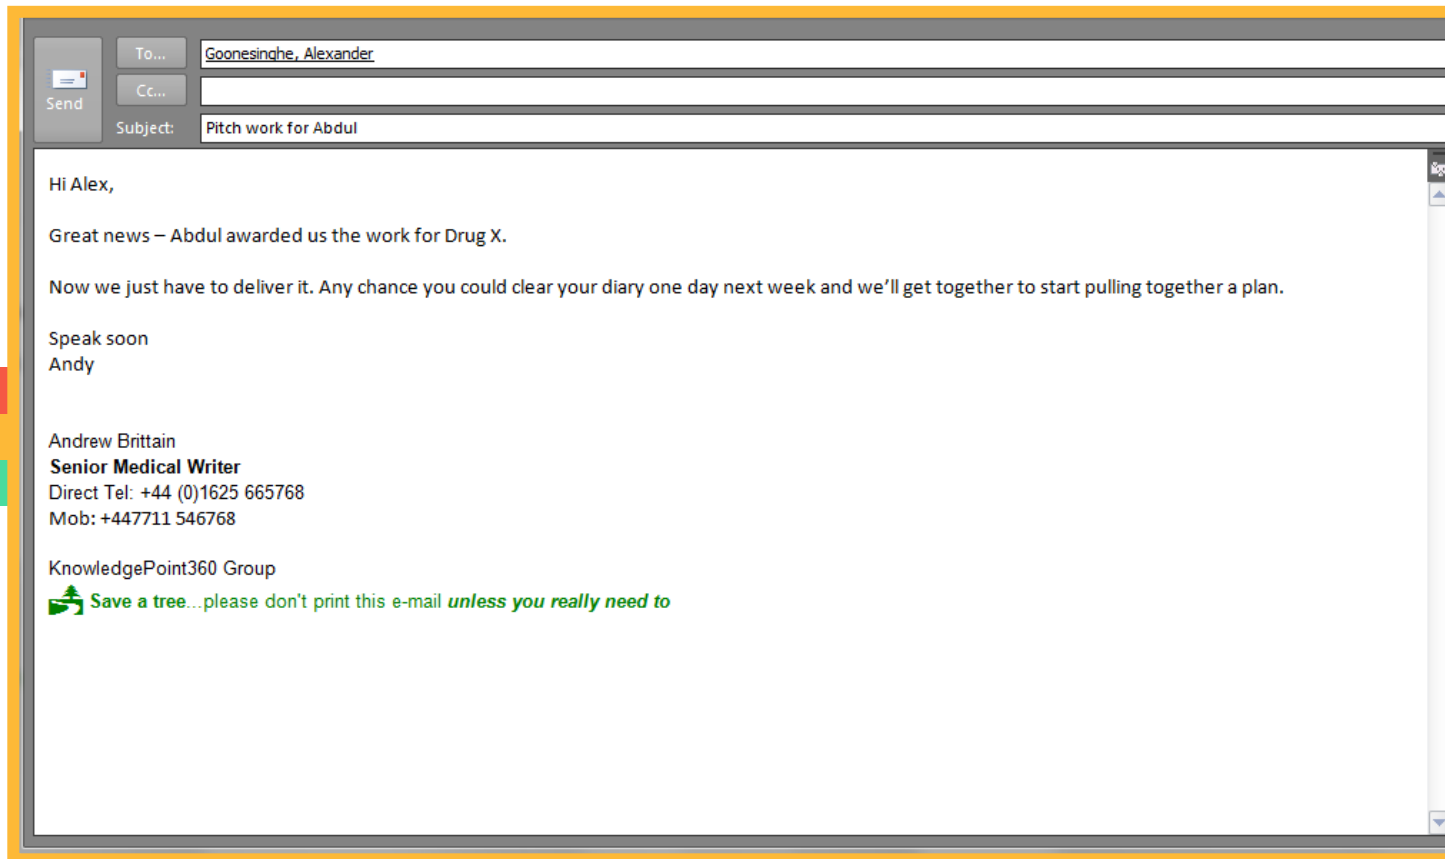 To...
Goonesinghe, Alexander
Send
Cc...
Subject:
Pitch work for Abdul
Hi Alex,
Great news – Abdul awarded us the work for Drug X.
Now we just have to deliver it. Any chance you could clear your diary one day next week and we'll get together to start pulling together a plan.
Speak soon
Andy
Andrew Brittain
Senior Medical Writer
Direct Tel: +44 (0)1625 665768
Mob: +447711 546768
KnowledgePoint360 Group
Save a tree...please don't print this e-mail unless you really need to